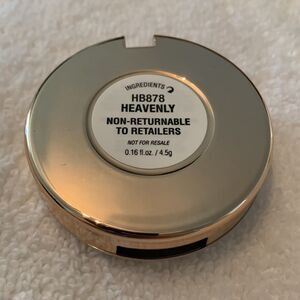 INGREDIENTS
HB878
HEAVENLY
NON-RETURNABLE
TO RETAILERS
NOT FOR RESALE
0.16 fl.oz. / 4.5g